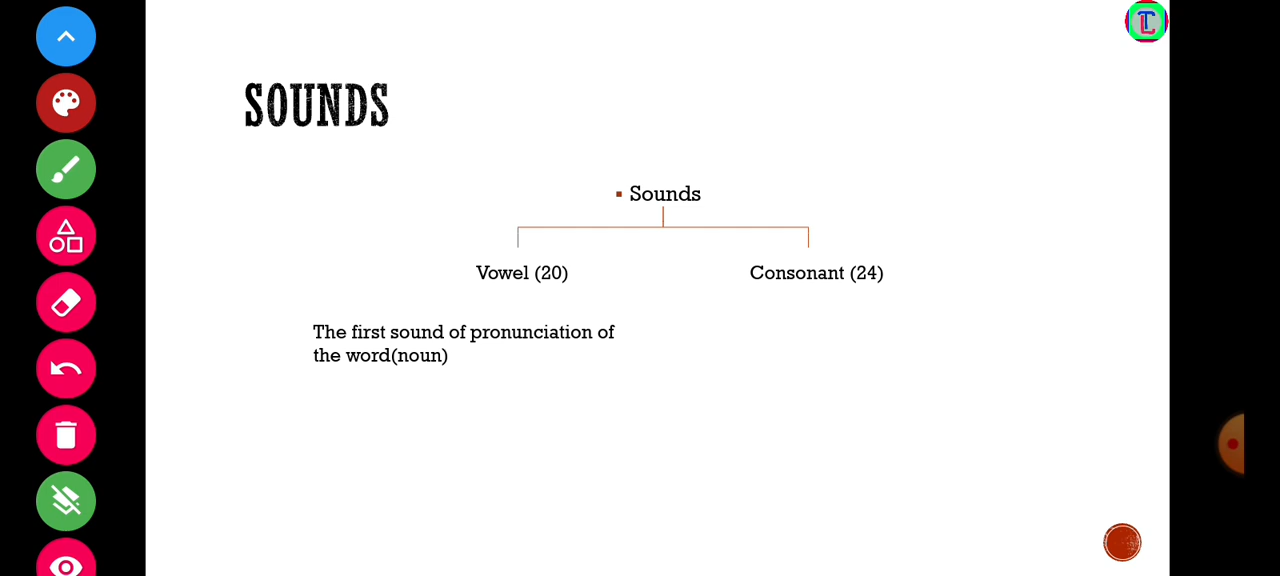 SOUNDS
▪ Sounds
Vowel (20)
Consonant (24)
The first sound of pronunciation of
the word(noun)